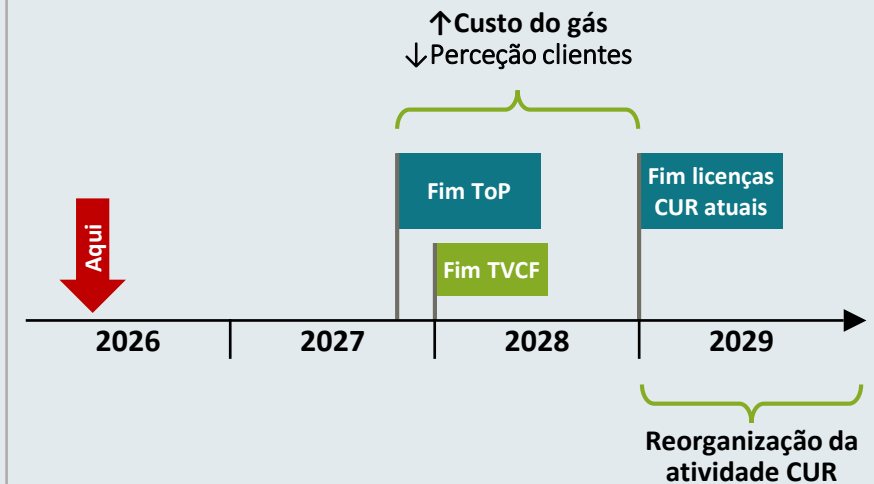 ↑Custo do gás
↓Perceção clientes
Fim ToP
Fim licenças
CUR atuais
Fim TVCF
Aqui
2026
2027
2028
2029
Reorganização da
atividade CUR